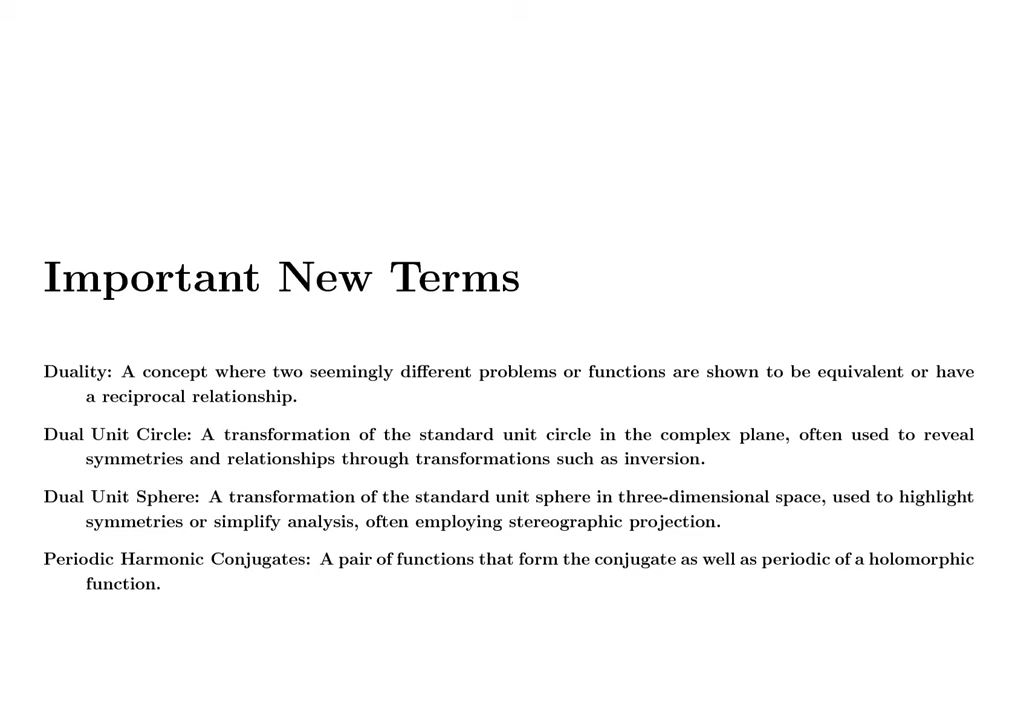 Important New Terms
Duality: A concept where two seemingly different problems or functions are shown to be equivalent or have
a reciprocal relationship.
Dual Unit Circle: A transformation of the standard unit circle in the complex plane, often used to reveal
symmetries and relationships through transformations such as inversion.
Dual Unit Sphere: A transformation of the standard unit sphere in three-dimensional space, used to highlight
symmetries or simplify analysis, often employing stereographic projection.
Periodic Harmonic Conjugates: A pair of functions that form the conjugate as well as periodic of a holomorphic
function.